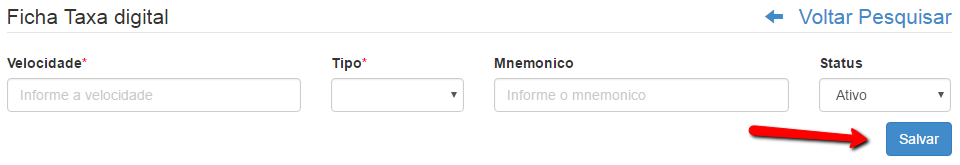 Ficha Taxa digital Voltar Pesquisar
Velocidade* Tipo* Mnemonico Status
Informe a velocidade Informe o mnemonico Ativo
Salvar